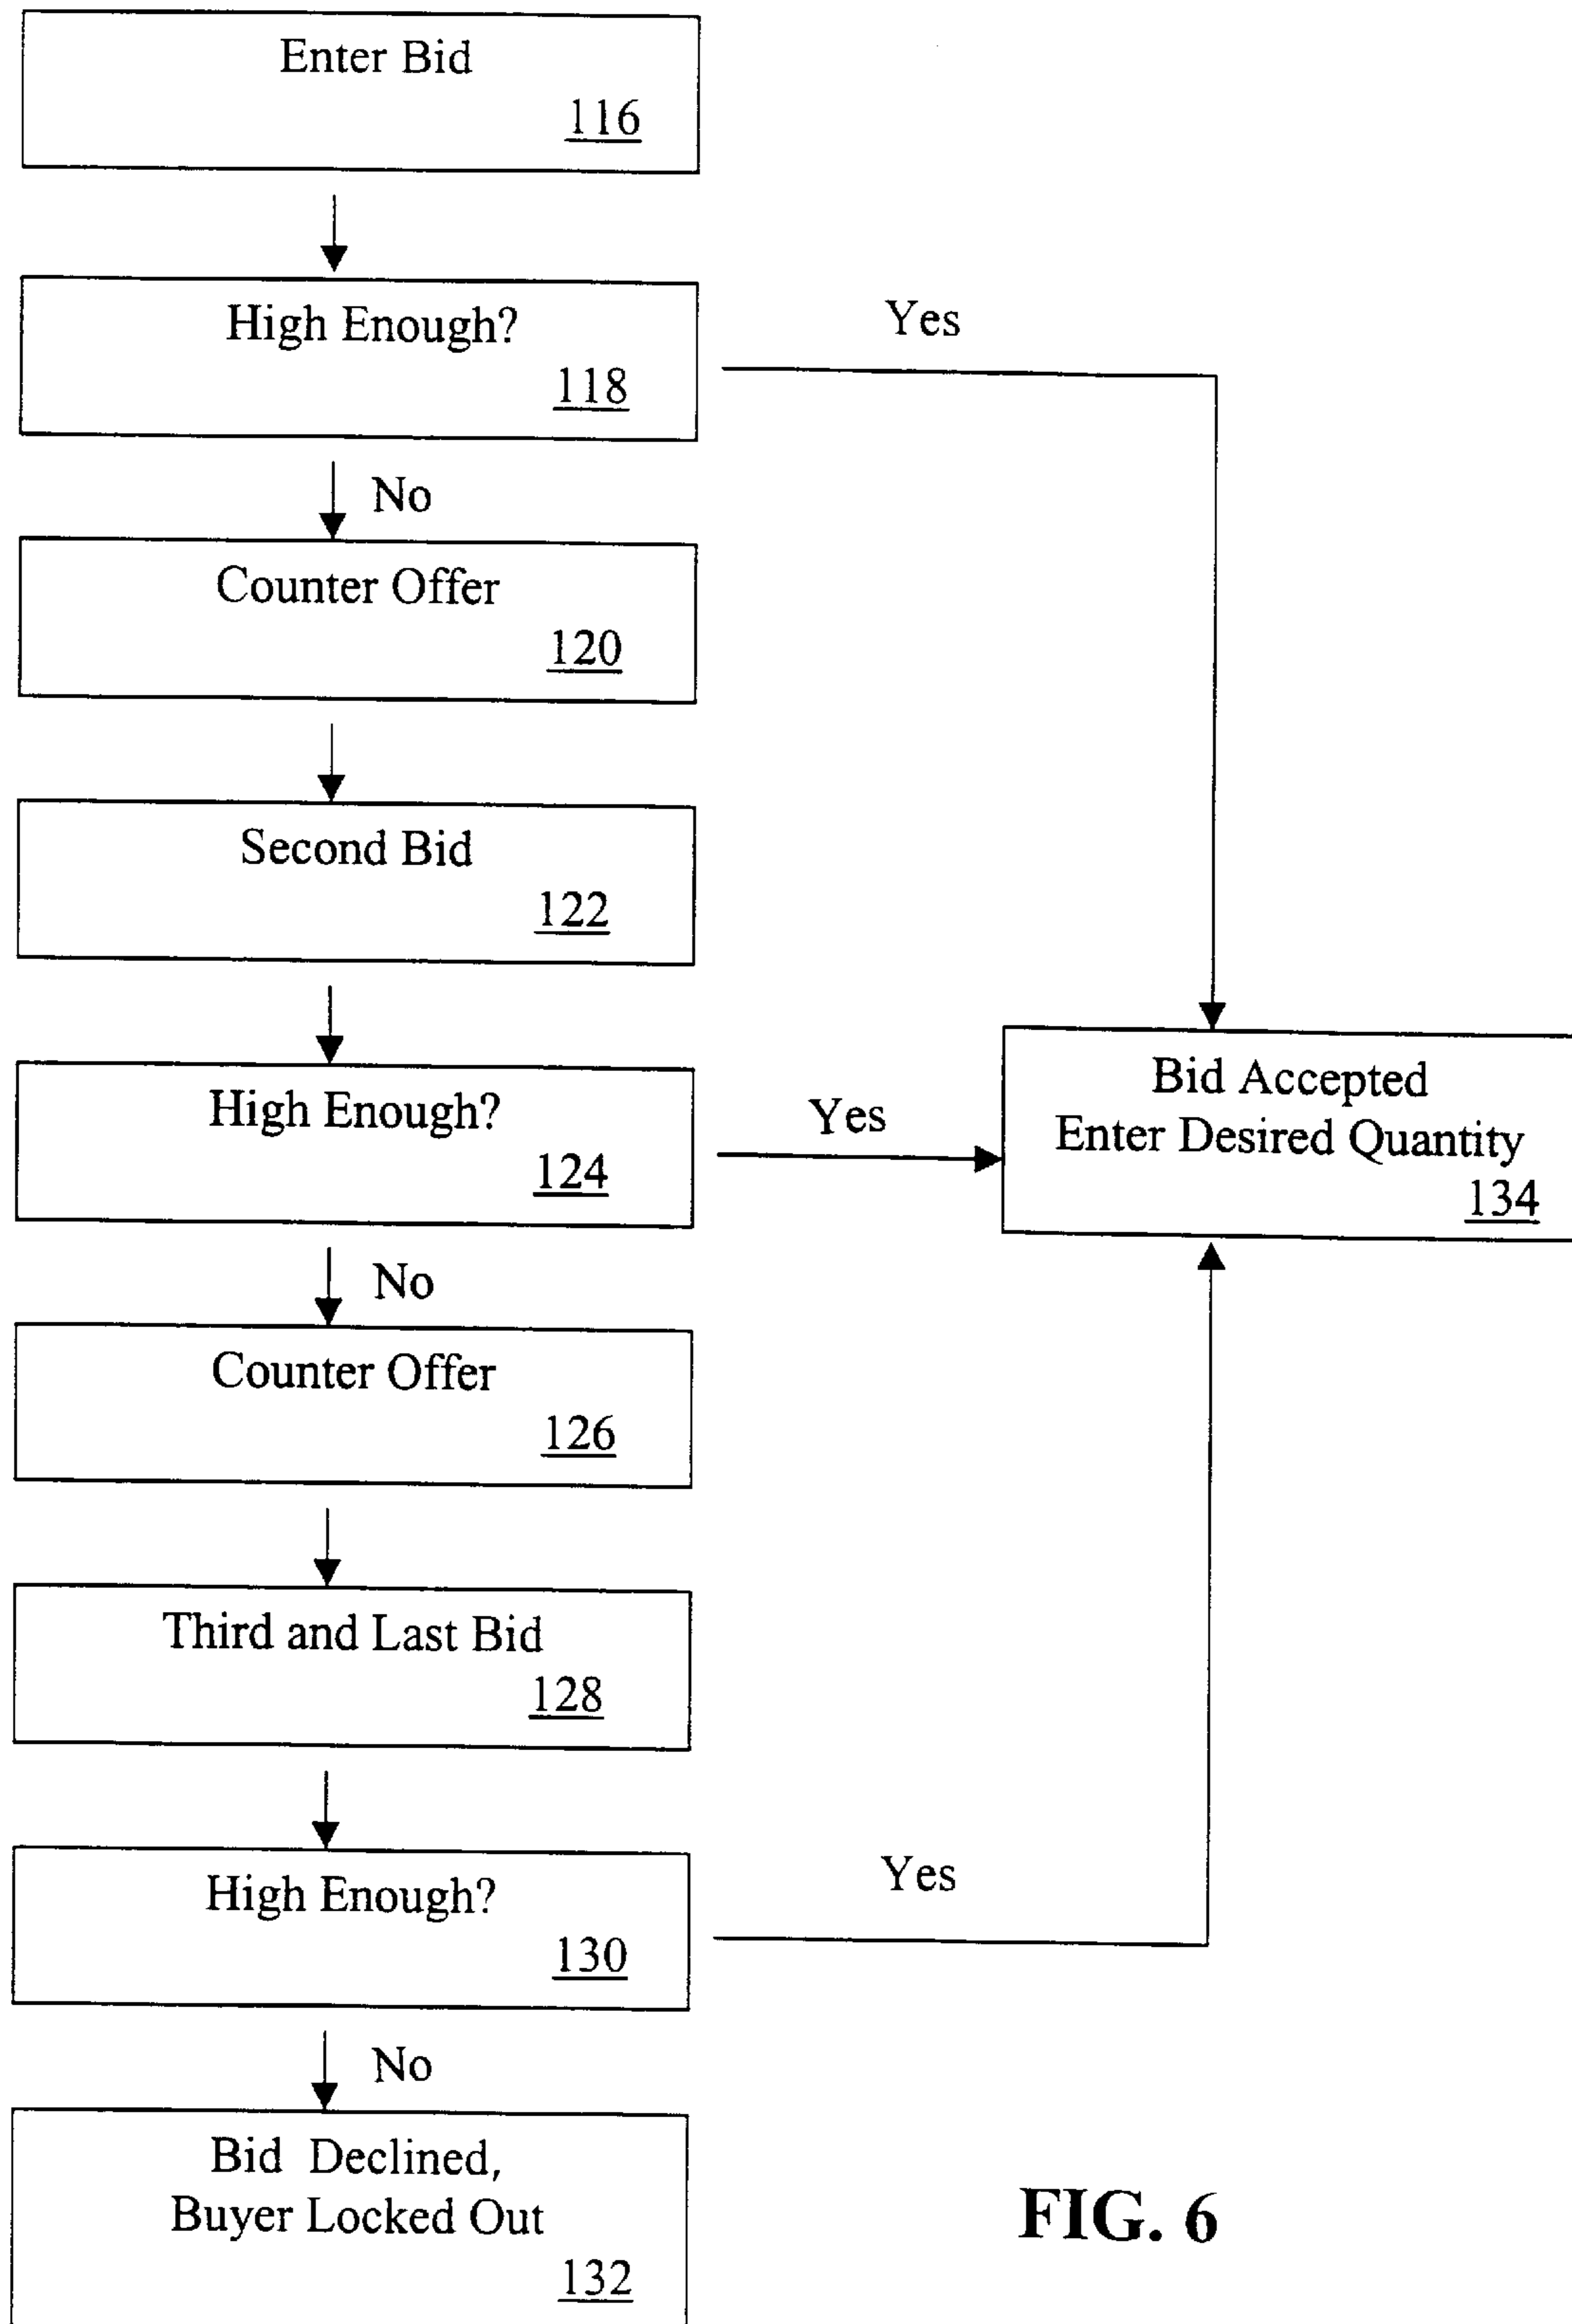 Enter Bid
116
High Enough?
118
Yes
No
Counter Offer
120
Second Bid
122
High Enough?
124
Yes
Bid Accepted
Enter Desired Quantity
134
No
Counter Offer
126
Third and Last Bid
128
High Enough?
130
Yes
No
Bid Declined,
Buyer Locked Out
132
FIG. 6